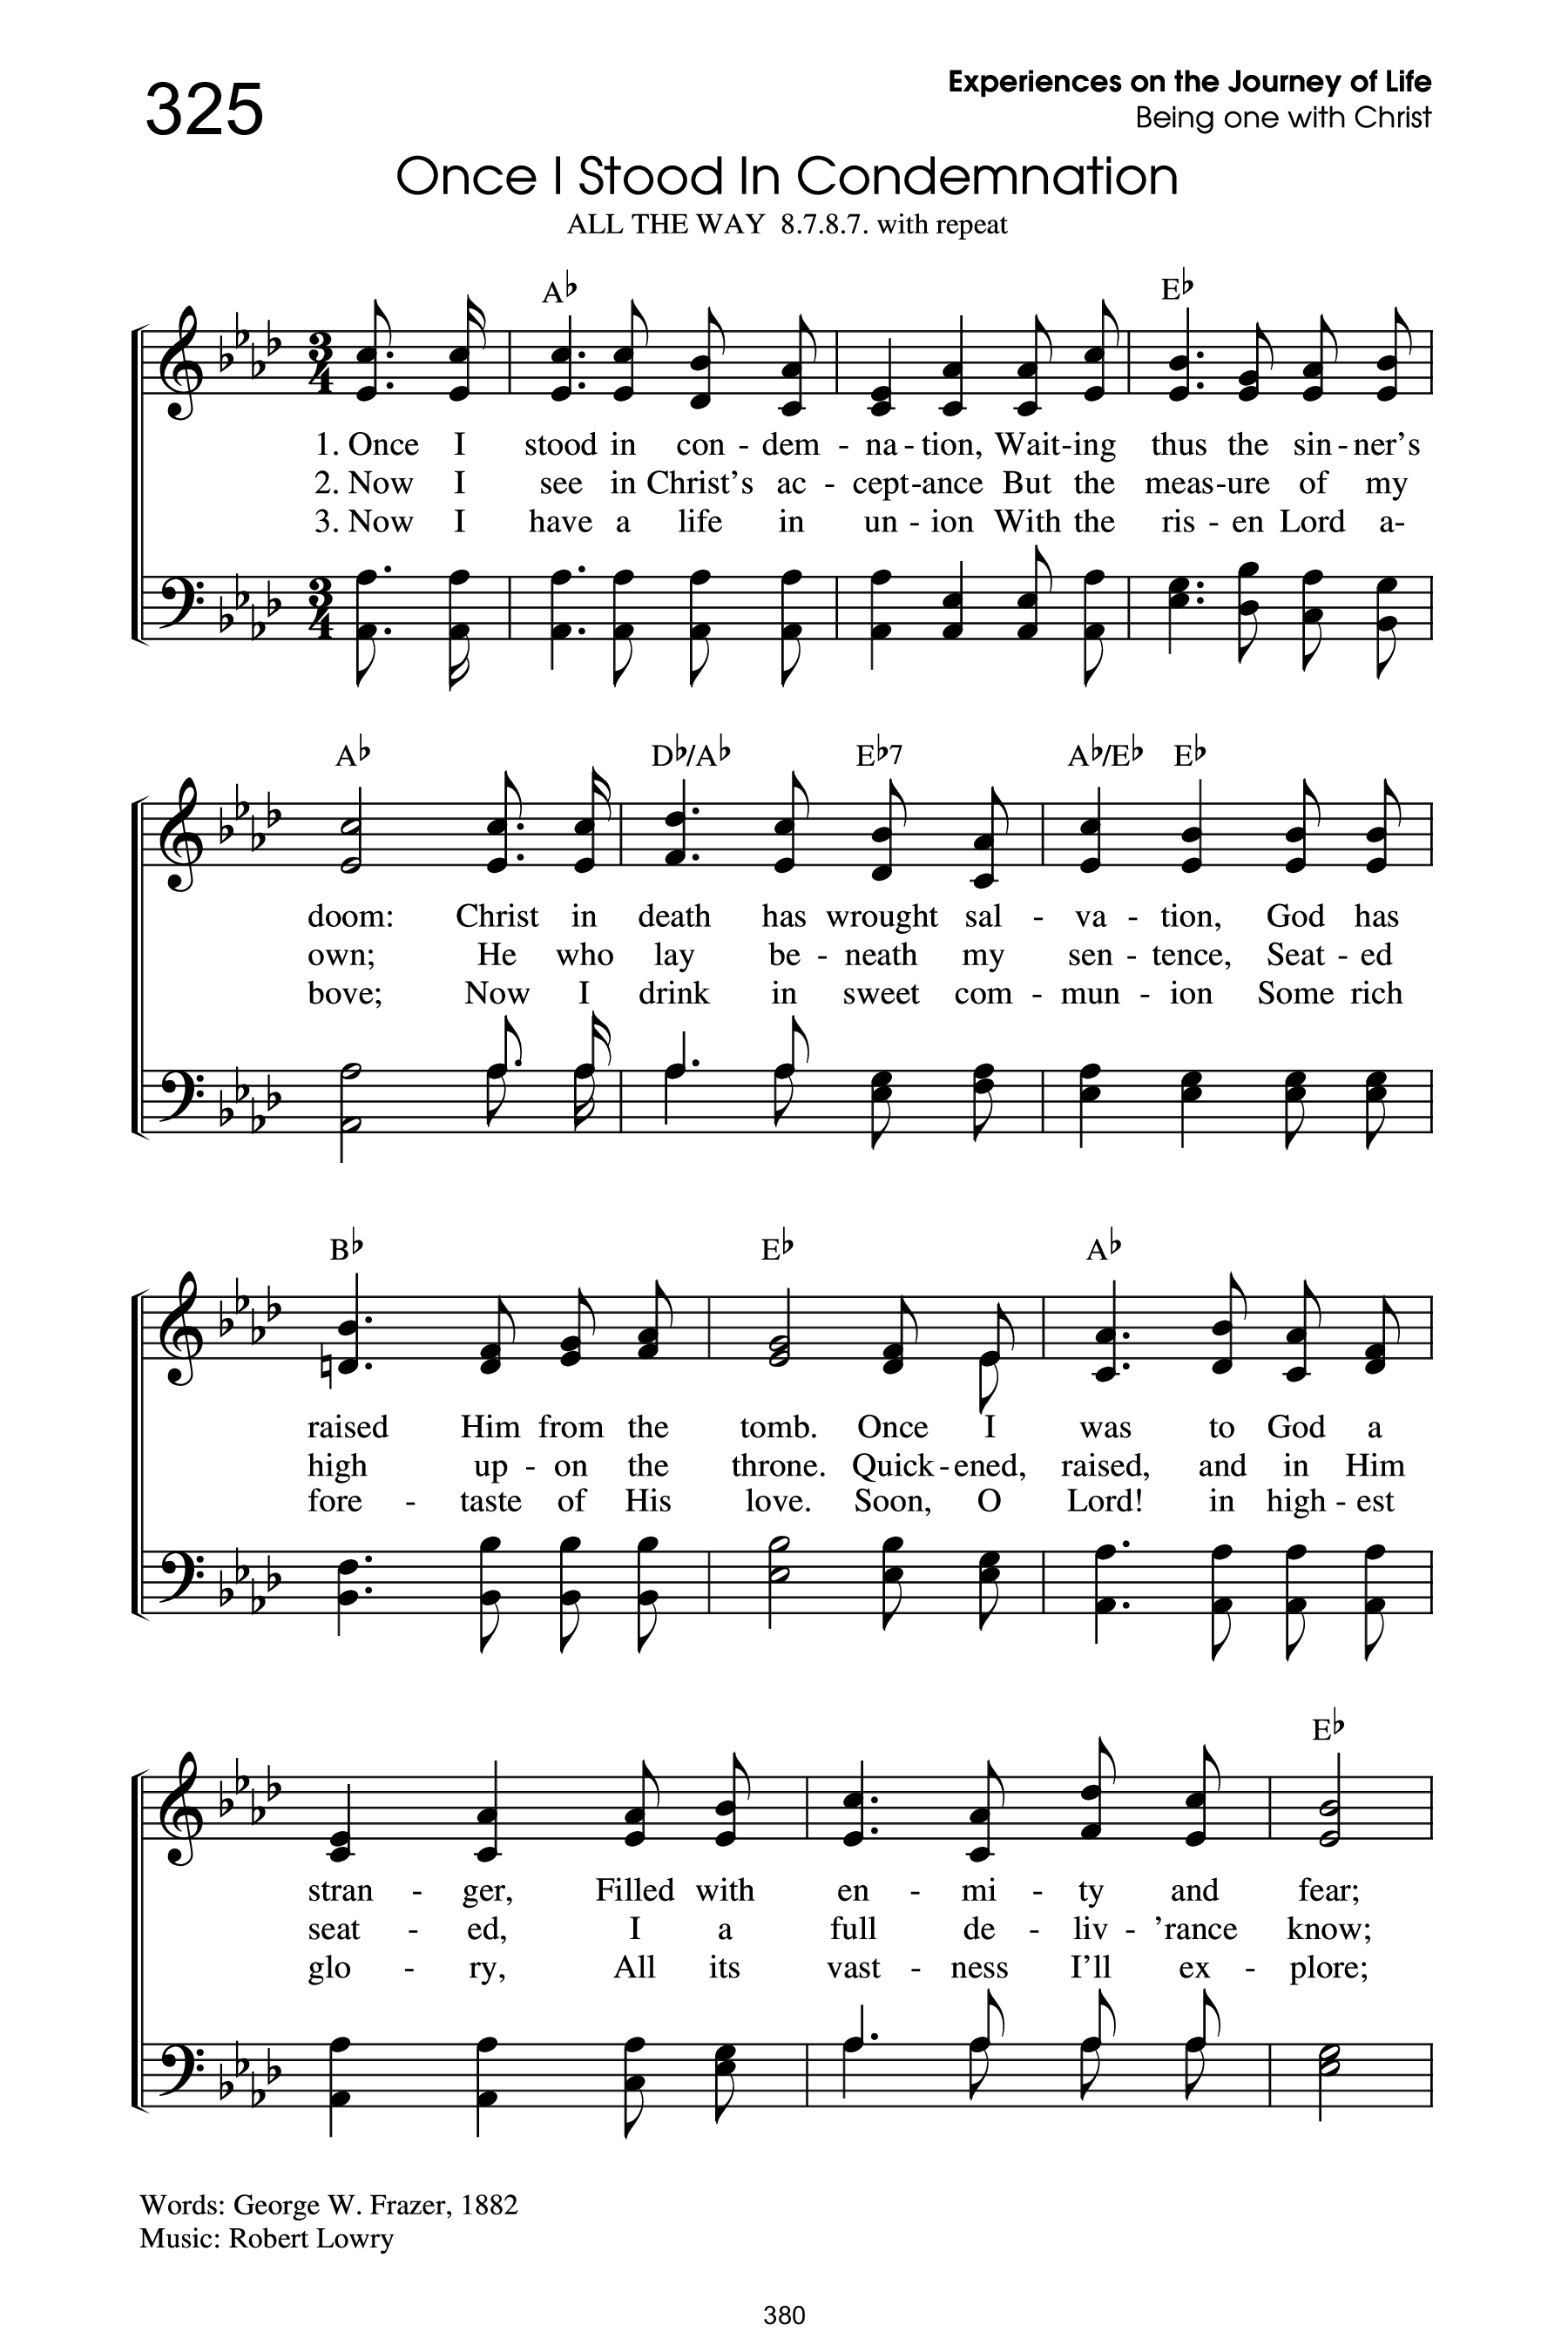 325
Experiences on the Journey of Life
Being one with Christ
Once I Stood In Condemnation
ALL THE WAY 8.7.8.7. with repeat
A♭ E♭
3 4
1. Once I stood in con - dem - na - tion, Wait - ing thus the sin - ner's
2. Now I see in Christ's ac - cept - ance But the meas - ure of my
3. Now I have a life in un - ion With the ris - en Lord a-
3 4
A♭ D♭/A♭ E♭7 A♭/E♭ E♭
doom: Christ in death has wrought sal - va - tion, God has
own; He who lay be - neath my sen - tence, Seat - ed
bove; Now I drink in sweet com - mun - ion Some rich
B♭ E♭ A♭
raised Him from the tomb. Once I was to God a
high up - on the throne. Quick - ened, raised, and in Him
fore - taste of His love. Soon, O Lord! in high - est
E♭
stran - ger, Filled with en - mi - ty and fear;
seat - ed, I a full de - liv - 'rance know;
glo - ry, All its vast - ness I'll ex - plore;
Words: George W. Frazer, 1882
Music: Robert Lowry
380